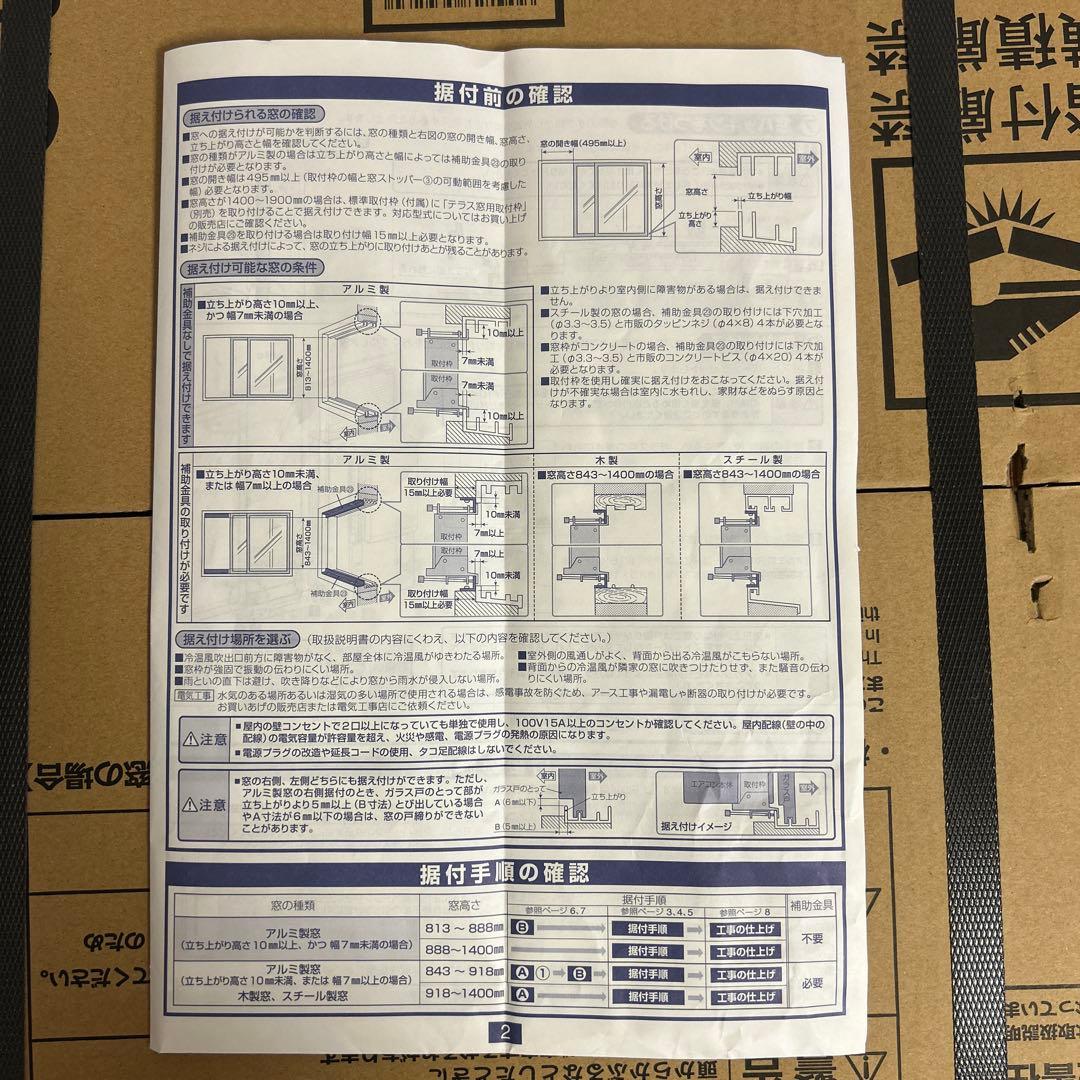 据付前の確認
据え付けられる窓の確認
■窓への据え付けが可能かを判断するには、窓の種類と右図の窓の開き幅、窓高さ、
立ち上がり高さと幅を確認してください。
■窓の種類がアルミ製の場合は立ち上がり高さと幅によっては補助金具㉓の取り
付けが必要となります。
■窓の開き幅は495㎜以上(取付枠の幅と窓ストッパー③の可動範囲を考慮した
幅)必要となります。
■窓高さが1400～1900㎜の場合は、標準取付枠(付属)に「テラス窓用取付枠」
(別売)を取り付けることで据え付けできます。対応型式についてはお買い上げ
の販売店にご確認ください。
■補助金具㉓を取り付ける場合は取り付け幅15㎜以上必要となります。
■ネジによる据え付けによって、窓の立ち上がりに取り付けあとが残ることがあります。
窓の開き幅(495㎜以上)
窓高さ
室内
室外
窓高さ
立ち上がり幅
立ち上がり
高さ
据え付け可能な窓の条件
補助金具なしで据え付けできます
アルミ製
■立ち上がり高さ10㎜以上、
かつ 幅7㎜未満の場合
窓高さ
813～1400㎜
室内
室外
10㎜以上
取付枠
7㎜未満
取付枠
7㎜未満
10㎜以上
■立ち上がりより室内側に障害物がある場合は、据え付けできま
せん。
■スチール製の窓の場合、補助金具㉓の取り付けには下穴加工
(φ3.3～3.5)と市販のタッピンネジ(φ4×8)4本が必要とな
ります。
■窓枠がコンクリートの場合、補助金具㉓の取り付けには下穴加
工(φ3.3～3.5)と市販のコンクリートビス(φ4×20)4本が
必要となります。
■取付枠を使用し確実に据え付けをおこなってください。据え付
けが不確実な場合は室内に水もれし、家財などをぬらす原因と
なります。
補助金具の取り付けが必要です
アルミ製
■立ち上がり高さ10㎜未満、
または 幅7㎜以上の場合
補助金具㉓
窓高さ
843～1400㎜
補助金具㉓
室内
室外
取り付け幅
15㎜以上必要
10㎜未満
7㎜以上
取付枠
取付枠
7㎜以上
10㎜未満
取り付け幅
15㎜以上必要
木製
■窓高さ843～1400㎜の場合
スチール製
■窓高さ843～1400㎜の場合
据え付け場所を選ぶ
(取扱説明書の内容にくわえ、以下の内容を確認してください。)
■冷温風吹出口前方に障害物がなく、部屋全体に冷温風がゆきわたる場所。
■窓枠が強固で振動の伝わりにくい場所。
■雨といの直下は避け、吹き降りなどにより窓から雨水が侵入しない場所。
■室外側の風通しがよく、背面から出る冷温風がこもらない場所。
■背面からの冷温風が隣家の窓に吹きつけたりせず、また騒音の伝わ
りにくい場所。
電気工事 水気のある場所あるいは湿気の多い場所で使用される場合は、感電事故を防ぐため、アース工事や漏電しゃ断器の取り付けが必要です。
お買いあげの販売店または電気工事店にご依頼ください。
注意
■屋内の壁コンセントで2口以上になっていても単独で使用し、100V15A以上のコンセントか確認してください。屋内配線(壁の中の
配線)の電気容量が許容量を超え、火災や感電、電源プラグの発熱の原因になります。
■電源プラグの改造や延長コードの使用、タコ足配線はしないでください。
注意
■窓の右側、左側どちらにも据え付けができます。ただし、
アルミ製窓の右側据付のとき、ガラス戸のとって部が
立ち上がりより5㎜以上(B寸法)とび出している場合
やA寸法が6㎜以下の場合は、窓の戸締りができない
ことがあります。
室内
室外
ガラス戸のとって
A(6㎜以下)
立ち上がり
B(5㎜以上)
エアコン本体
取付枠
ガラス戸
室外
据え付けイメージ
据付手順の確認
窓の種類
窓高さ
据付手順
補助金具
参照ページ6,7
参照ページ3,4,5
参照ページ8
アルミ製窓
(立ち上がり高さ10㎜以上、かつ 幅7㎜未満の場合)
813～888㎜
B
据付手順
工事の仕上げ
不要
888～1400㎜
据付手順
工事の仕上げ
アルミ製窓
(立ち上がり高さ10㎜未満、または 幅7㎜以上の場合)
木製窓、スチール製窓
843～918㎜
A①
B
据付手順
工事の仕上げ
必要
918～1400㎜
A
据付手順
工事の仕上げ
2
窓の場合
のため
てください。
頭からかぶるなどしたときに
警告